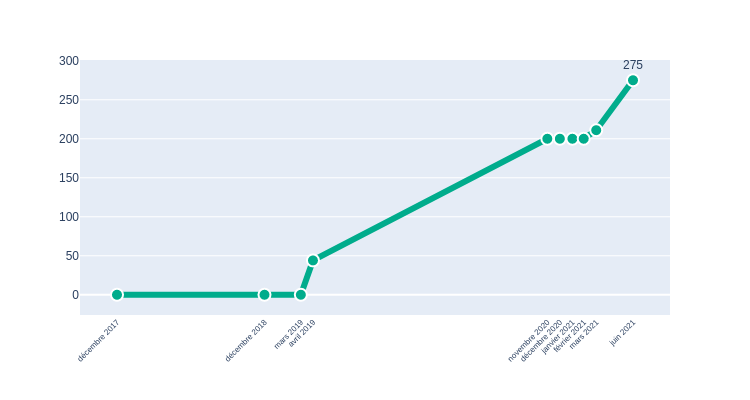 300
275
250
200
150
100
50
0
décembre 2017
décembre 2018
mars 2019
avril 2019
novembre 2020
décembre 2020
janvier 2021
février 2021
mars 2021
juin 2021